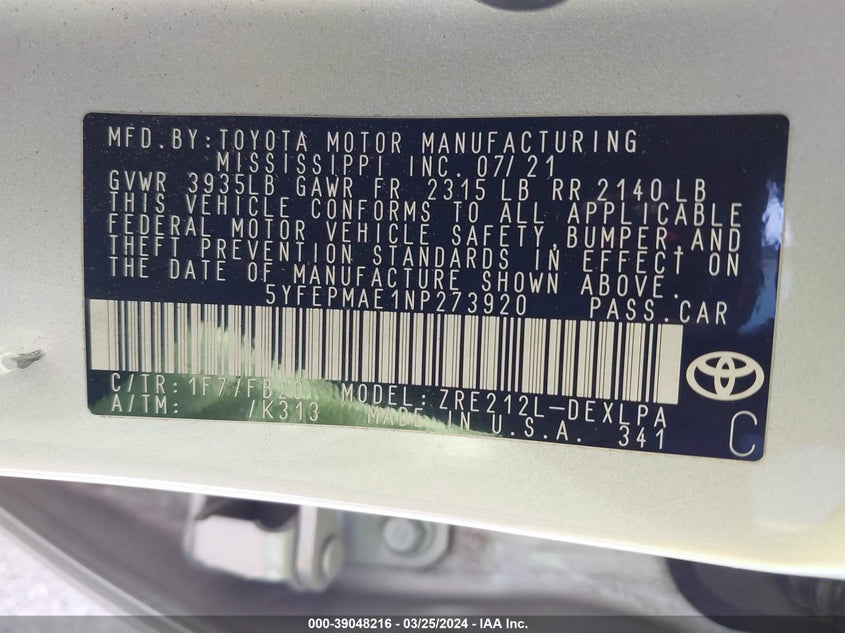 MFD.BY:TOYOTA MOTOR MANUFACTURING
MISSISSIPPI INC. 07/21
GVWR 3935LB GAWR FR 2315 LB RR 2140 LB
THIS VEHICLE CONFORMS TO ALL APPLICABLE
FEDERAL MOTOR VEHICLE SAFETY,BUMPER,AND
THEFT PREVENTION STANDARDS IN EFFECT ON
THE DATE OF MANUFACTURE SHOWN ABOVE.
5YFEPMAE1NP273920 PASS.CAR
C/TR: MODEL: ZRE212L-DEXLPA
A/TM: /K313 MADE IN U.S.A. 341
C
000-39048216 - 03/25/2024 - IAA Inc.